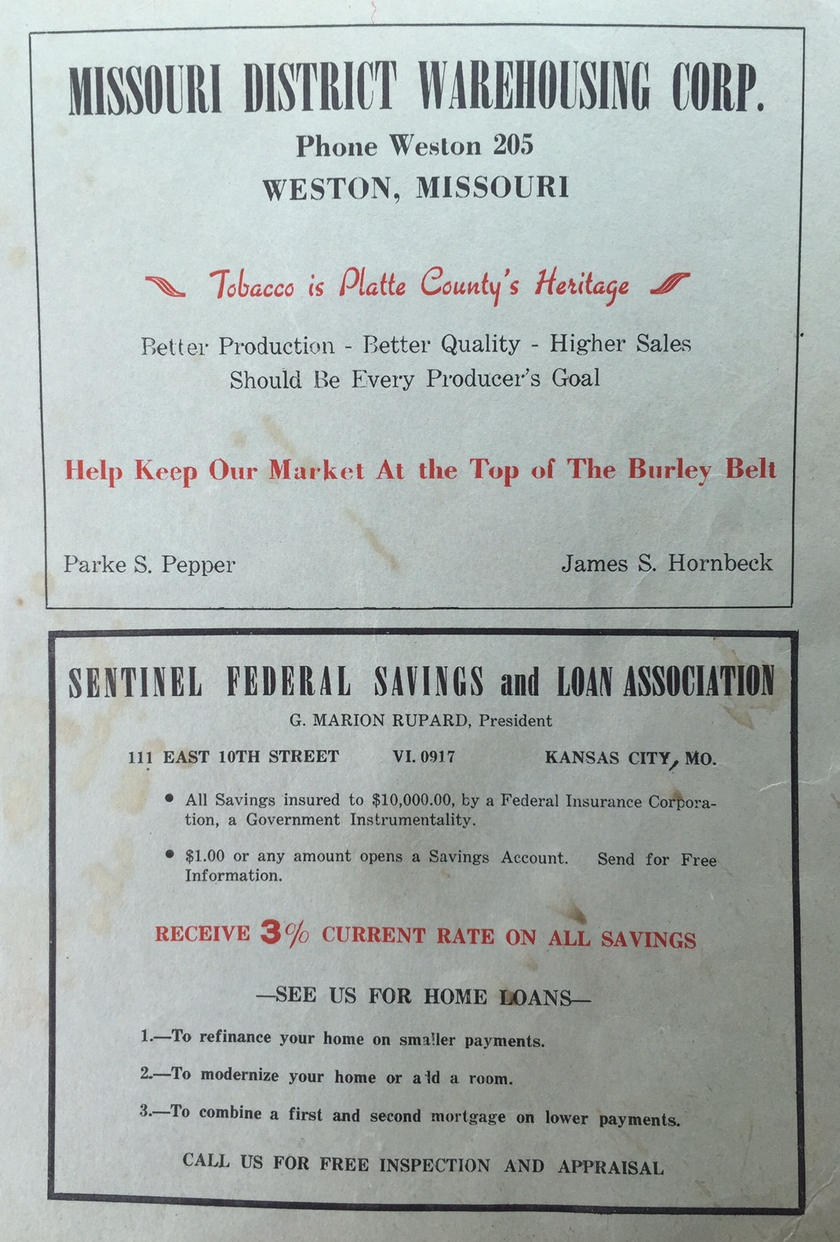 MISSOURI DISTRICT WAREHOUSING CORP.
Phone Weston 205
WESTON, MISSOURI
Tobacco is Platte County's Heritage
Better Production - Better Quality - Higher Sales
Should Be Every Producer's Goal
Help Keep Our Market At the Top of The Burley Belt
Parke S. Pepper James S. Hornbeck
SENTINEL FEDERAL SAVINGS and LOAN ASSOCIATION
G. MARION RUPARD, President
111 EAST 10TH STREET VI. 0917 KANSAS CITY, MO.
• All Savings insured to $10,000.00, by a Federal Insurance Corpora-
tion, a Government Instrumentality.
• $1.00 or any amount opens a Savings Account. Send for Free
Information.
RECEIVE 3% CURRENT RATE ON ALL SAVINGS
—SEE US FOR HOME LOANS—
1.—To refinance your home on smaller payments.
2.—To modernize your home or add a room.
3.—To combine a first and second mortgage on lower payments.
CALL US FOR FREE INSPECTION AND APPRAISAL